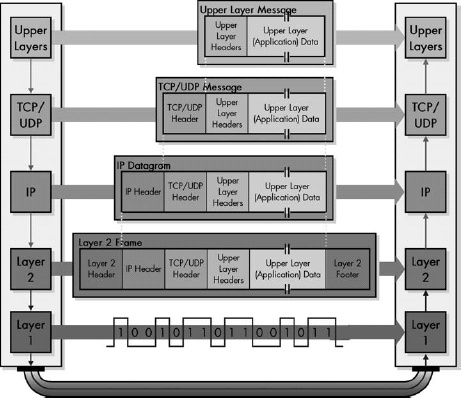 Upper Layer Message
Upper Layers
Upper Layer Headers
Upper Layer (Application) Data
Upper Layers
TCP/UDP Message
TCP/ UDP
TCP/UDP Header
Upper Layer Headers
Upper Layer (Application) Data
TCP/ UDP
IP Datagram
IP
IP Header
TCP/UDP Header
Upper Layer Headers
Upper Layer (Application) Data
IP
Layer 2 Frame
Layer 2
Layer 2 Header
IP Header
TCP/UDP Header
Upper Layer Headers
Upper Layer (Application) Data
Layer 2 Footer
Layer 2
Layer 1
1 0 0 1 0 1 1 0 1 1 0 0 0 1 0 1 1
Layer 1